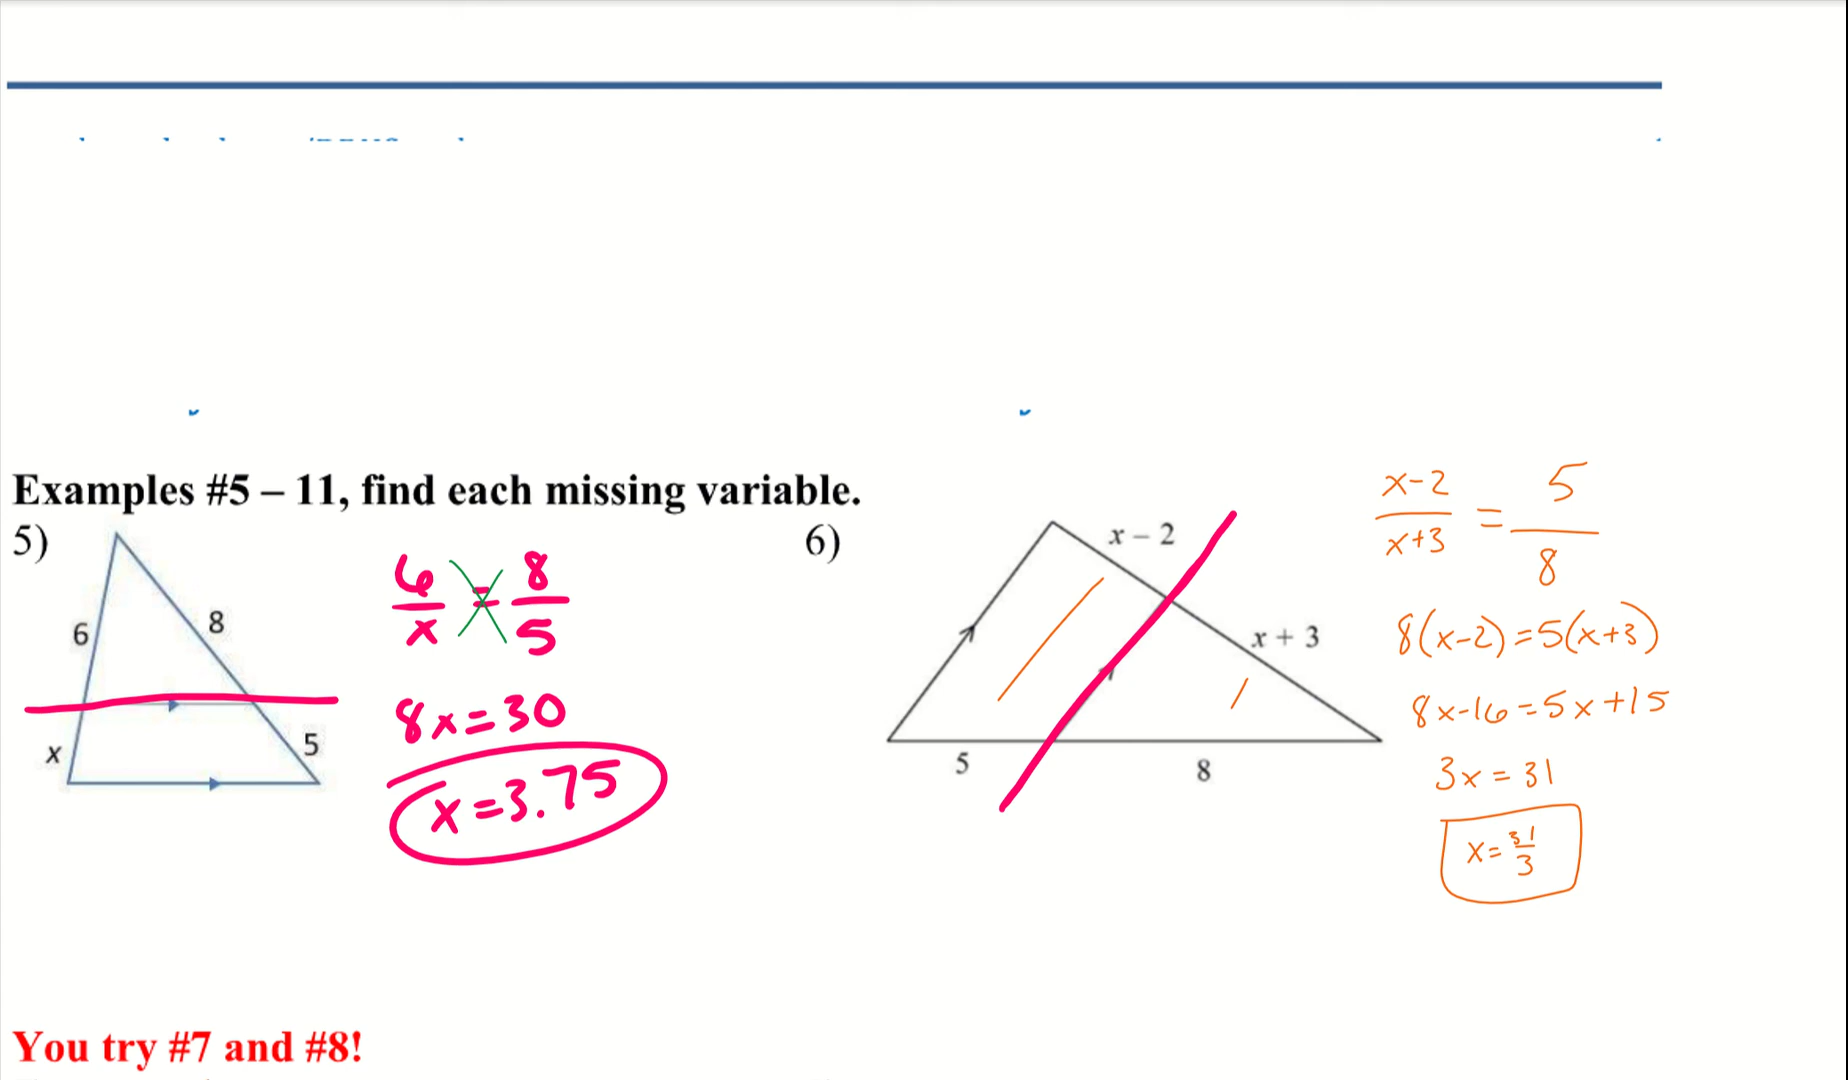 Examples #5 – 11, find each missing variable.
5)
6
8
x
5
6/x = 8/5
8x=30
x=3.75
6)
x – 2
x + 3
5
8
x-2/x+3 = 5/8
8(x-2)=5(x+3)
8x-16=5x+15
3x=31
x=31/3
You try #7 and #8!